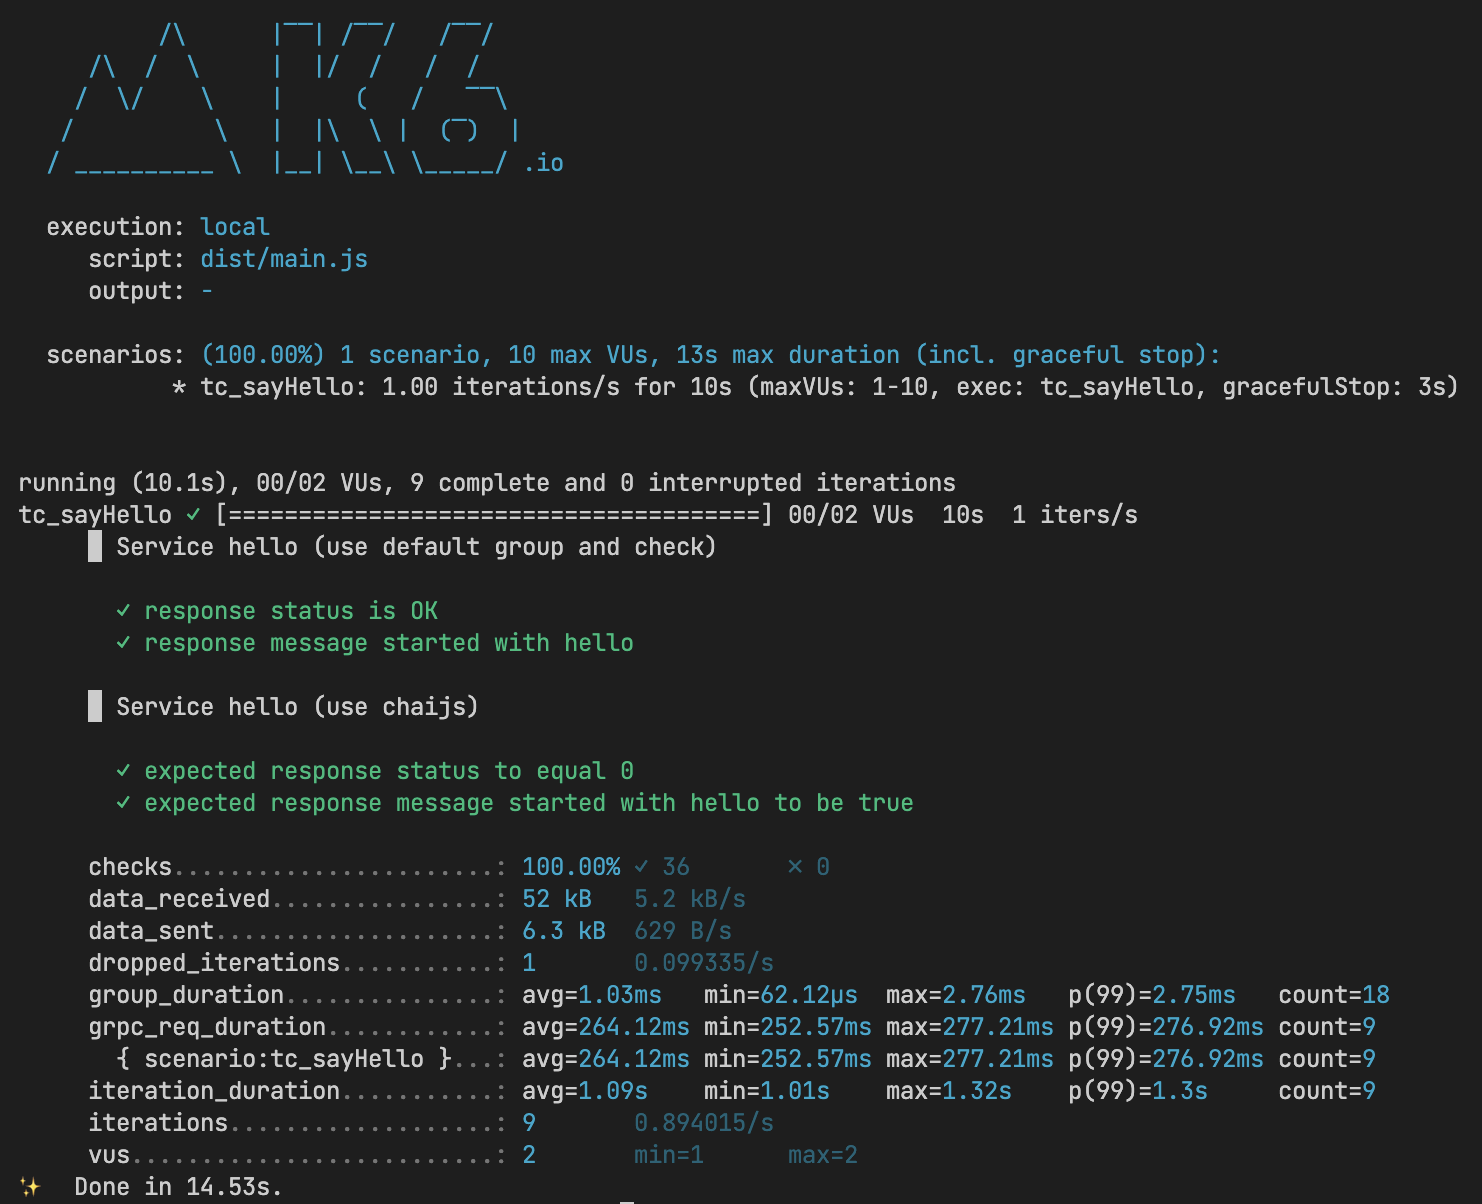 K6 .io
execution: local
script: dist/main.js
output: -
scenarios: (100.00%) 1 scenario, 10 max VUs, 13s max duration (incl. graceful stop):
* tc_sayHello: 1.00 iterations/s for 10s (maxVUs: 1-10, exec: tc_sayHello, gracefulStop: 3s)
running (10.1s), 00/02 VUs, 9 complete and 0 interrupted iterations
tc_sayHello ✓ [======================================] 00/02 VUs  10s  1 iters/s
█ Service hello (use default group and check)
✓ response status is OK
✓ response message started with hello
█ Service hello (use chaijs)
✓ expected response status to equal 0
✓ expected response message started with hello to be true
checks.......................: 100.00% ✓ 36       ✗ 0
data_received................: 52 kB   5.2 kB/s
data_sent....................: 6.3 kB  629 B/s
dropped_iterations...........: 1       0.099335/s
group_duration...............: avg=1.03ms   min=62.12µs  max=2.76ms   p(99)=2.75ms   count=18
grpc_req_duration............: avg=264.12ms min=252.57ms max=277.21ms p(99)=276.92ms count=9
{ scenario:tc_sayHello }...: avg=264.12ms min=252.57ms max=277.21ms p(99)=276.92ms count=9
iteration_duration...........: avg=1.09s    min=1.01s    max=1.32s    p(99)=1.3s     count=9
iterations...................: 9       0.894015/s
vus..........................: 2       min=1      max=2
✨  Done in 14.53s.